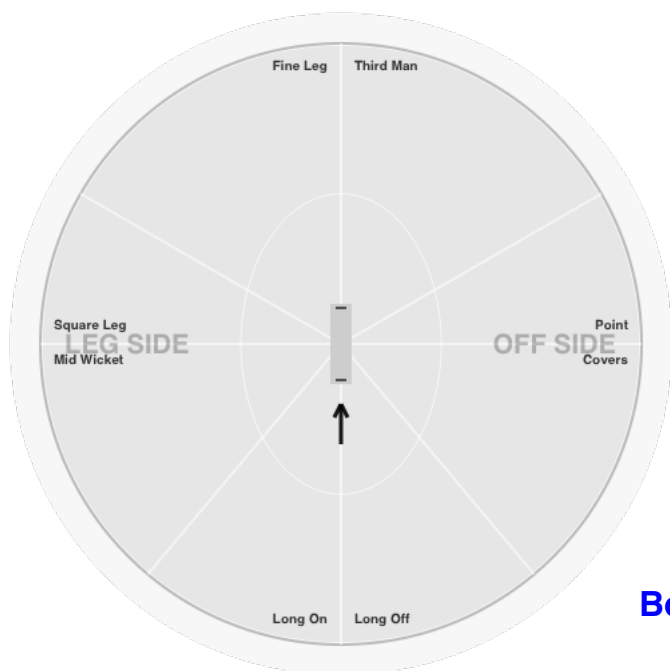 Fine Leg
Third Man
Square Leg
Point
LEG SIDE
OFF SIDE
Mid Wicket
Covers
Long On
Long Off